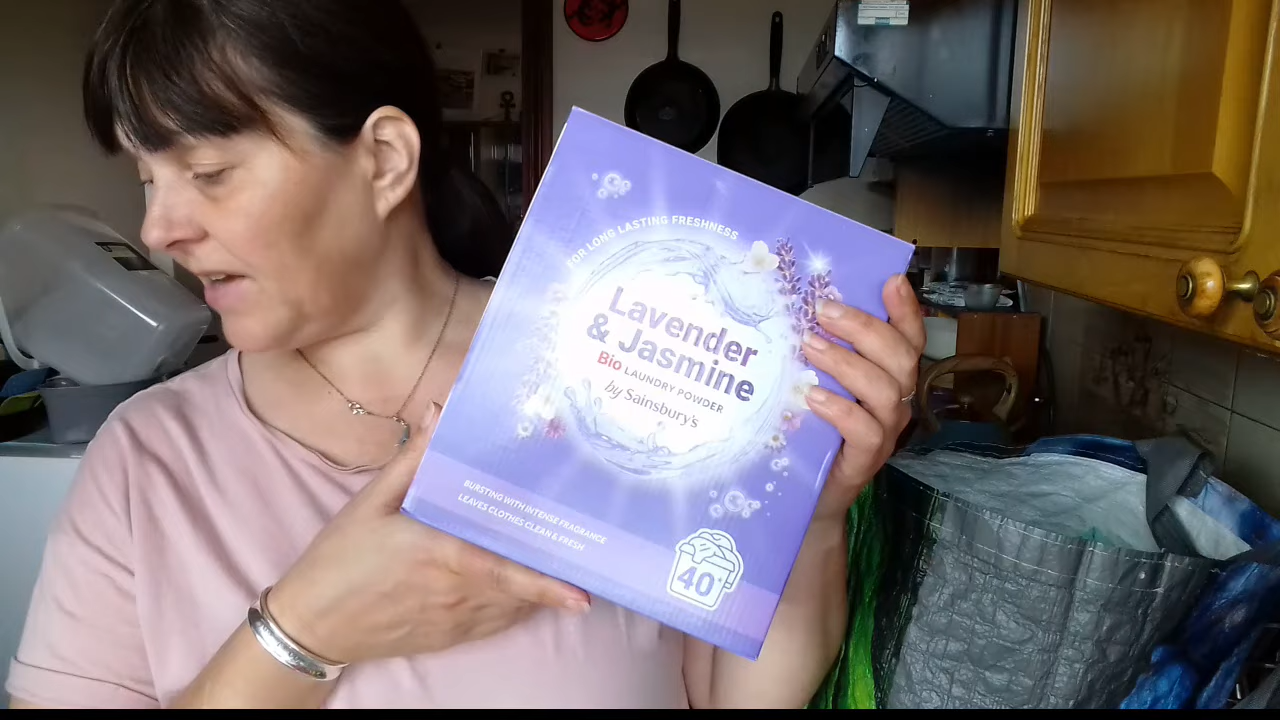 FOR LONG LASTING FRESHNESS
Lavender
& Jasmine
Bio LAUNDRY POWDER
by Sainsbury's
BURSTING WITH INTENSE FRAGRANCE
LEAVES CLOTHES CLEAN & FRESH
40